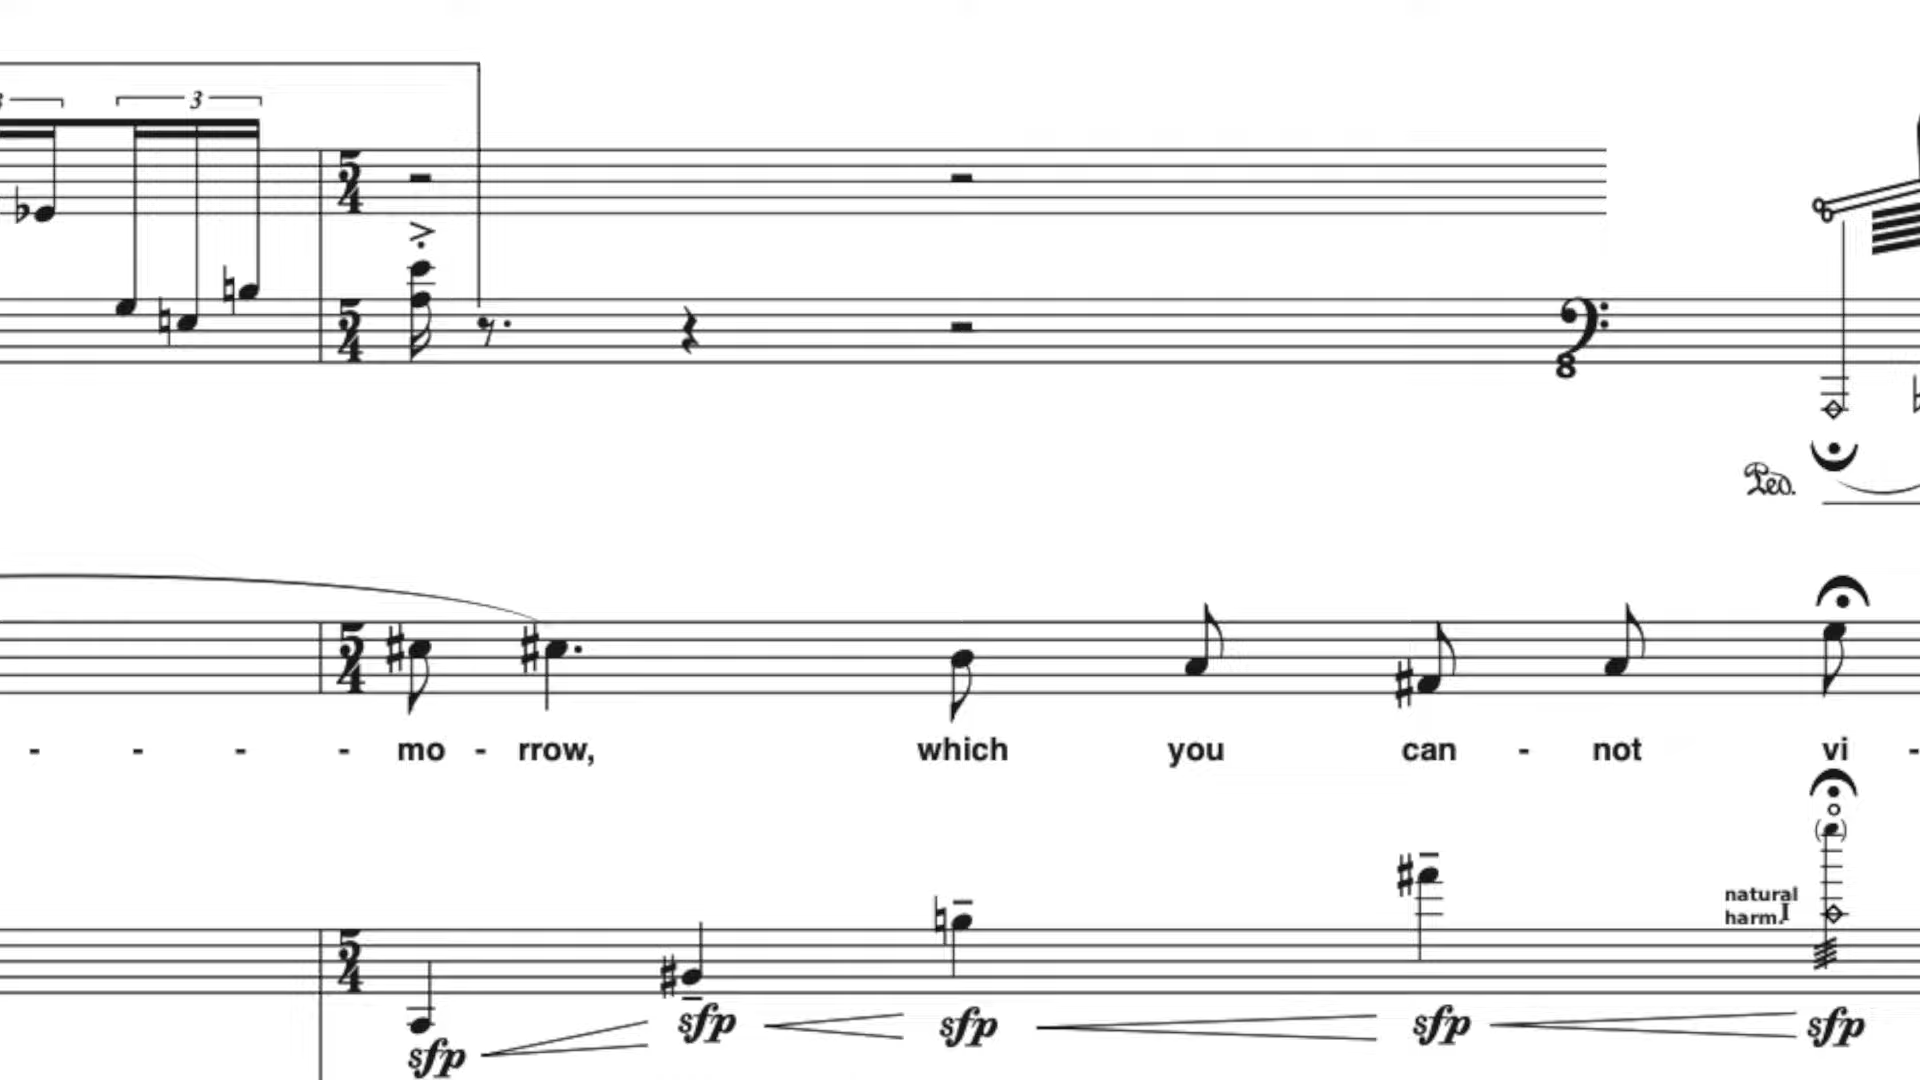 3
5
4
5
4
8
Ped.
5
4
- - - - mo - rrow, which you can - not vi -
natural
harm. I
5
4
sfp sfp sfp sfp sfp